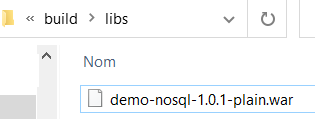 « build › libs
Nom
demo-nosql-1.0.1-plain.war